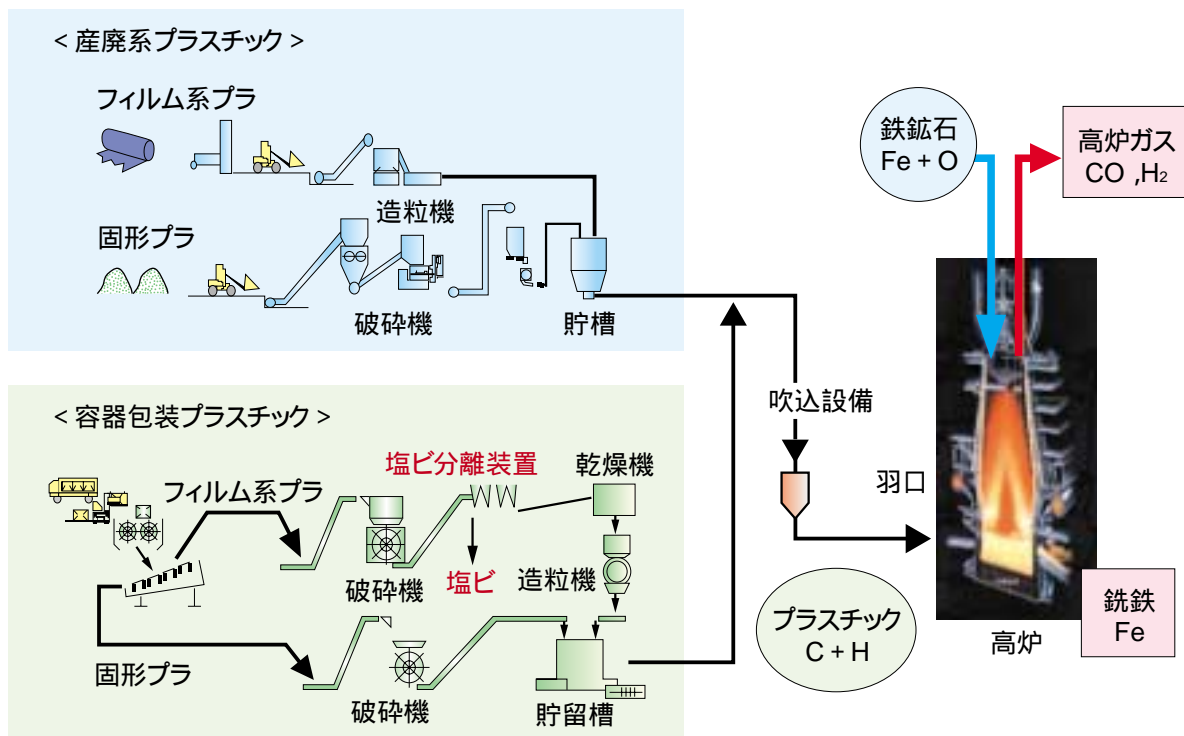 < 産廃系プラスチック >
フィルム系プラ
造粒機
固形プラ
破砕機
貯槽
< 容器包装プラスチック >
塩ビ分離装置
乾燥機
フィルム系プラ
破砕機
塩ビ
造粒機
固形プラ
破砕機
貯留槽
鉄鉱石
Fe + O
高炉ガス
CO ,H₂
吹込設備
羽口
プラスチック
C + H
高炉
銑鉄
Fe